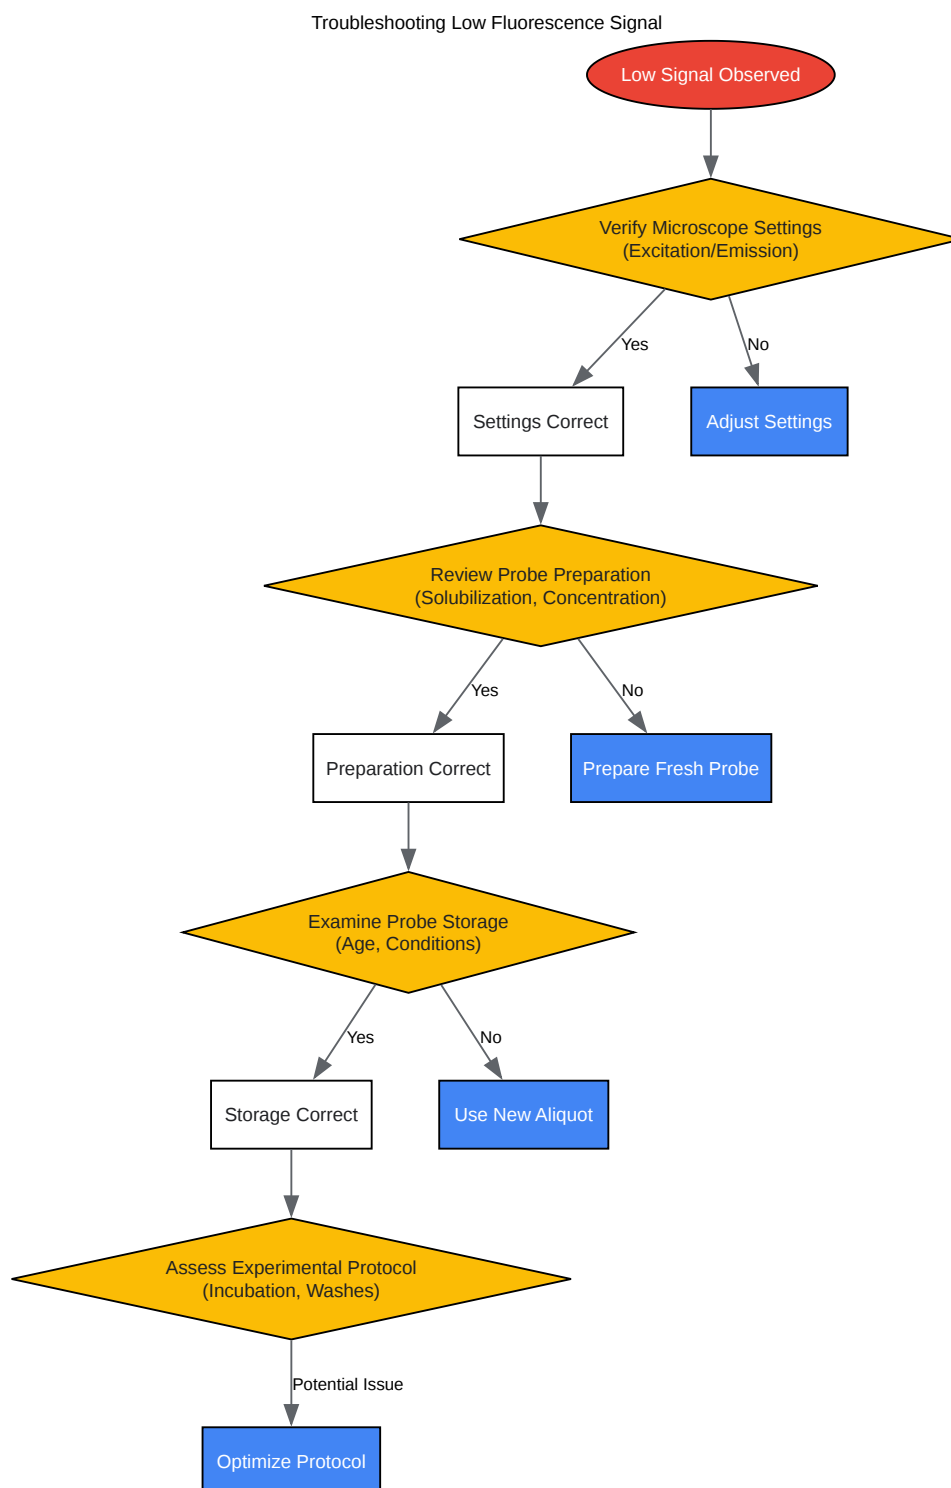 Troubleshooting Low Fluorescence Signal
Low Signal Observed
Verify Microscope Settings
(Excitation/Emission)
Yes
No
Settings Correct
Adjust Settings
Review Probe Preparation
(Solubilization, Concentration)
Yes
No
Preparation Correct
Prepare Fresh Probe
Examine Probe Storage
(Age, Conditions)
Yes
No
Storage Correct
Use New Aliquot
Assess Experimental Protocol
(Incubation, Washes)
Potential Issue
Optimize Protocol